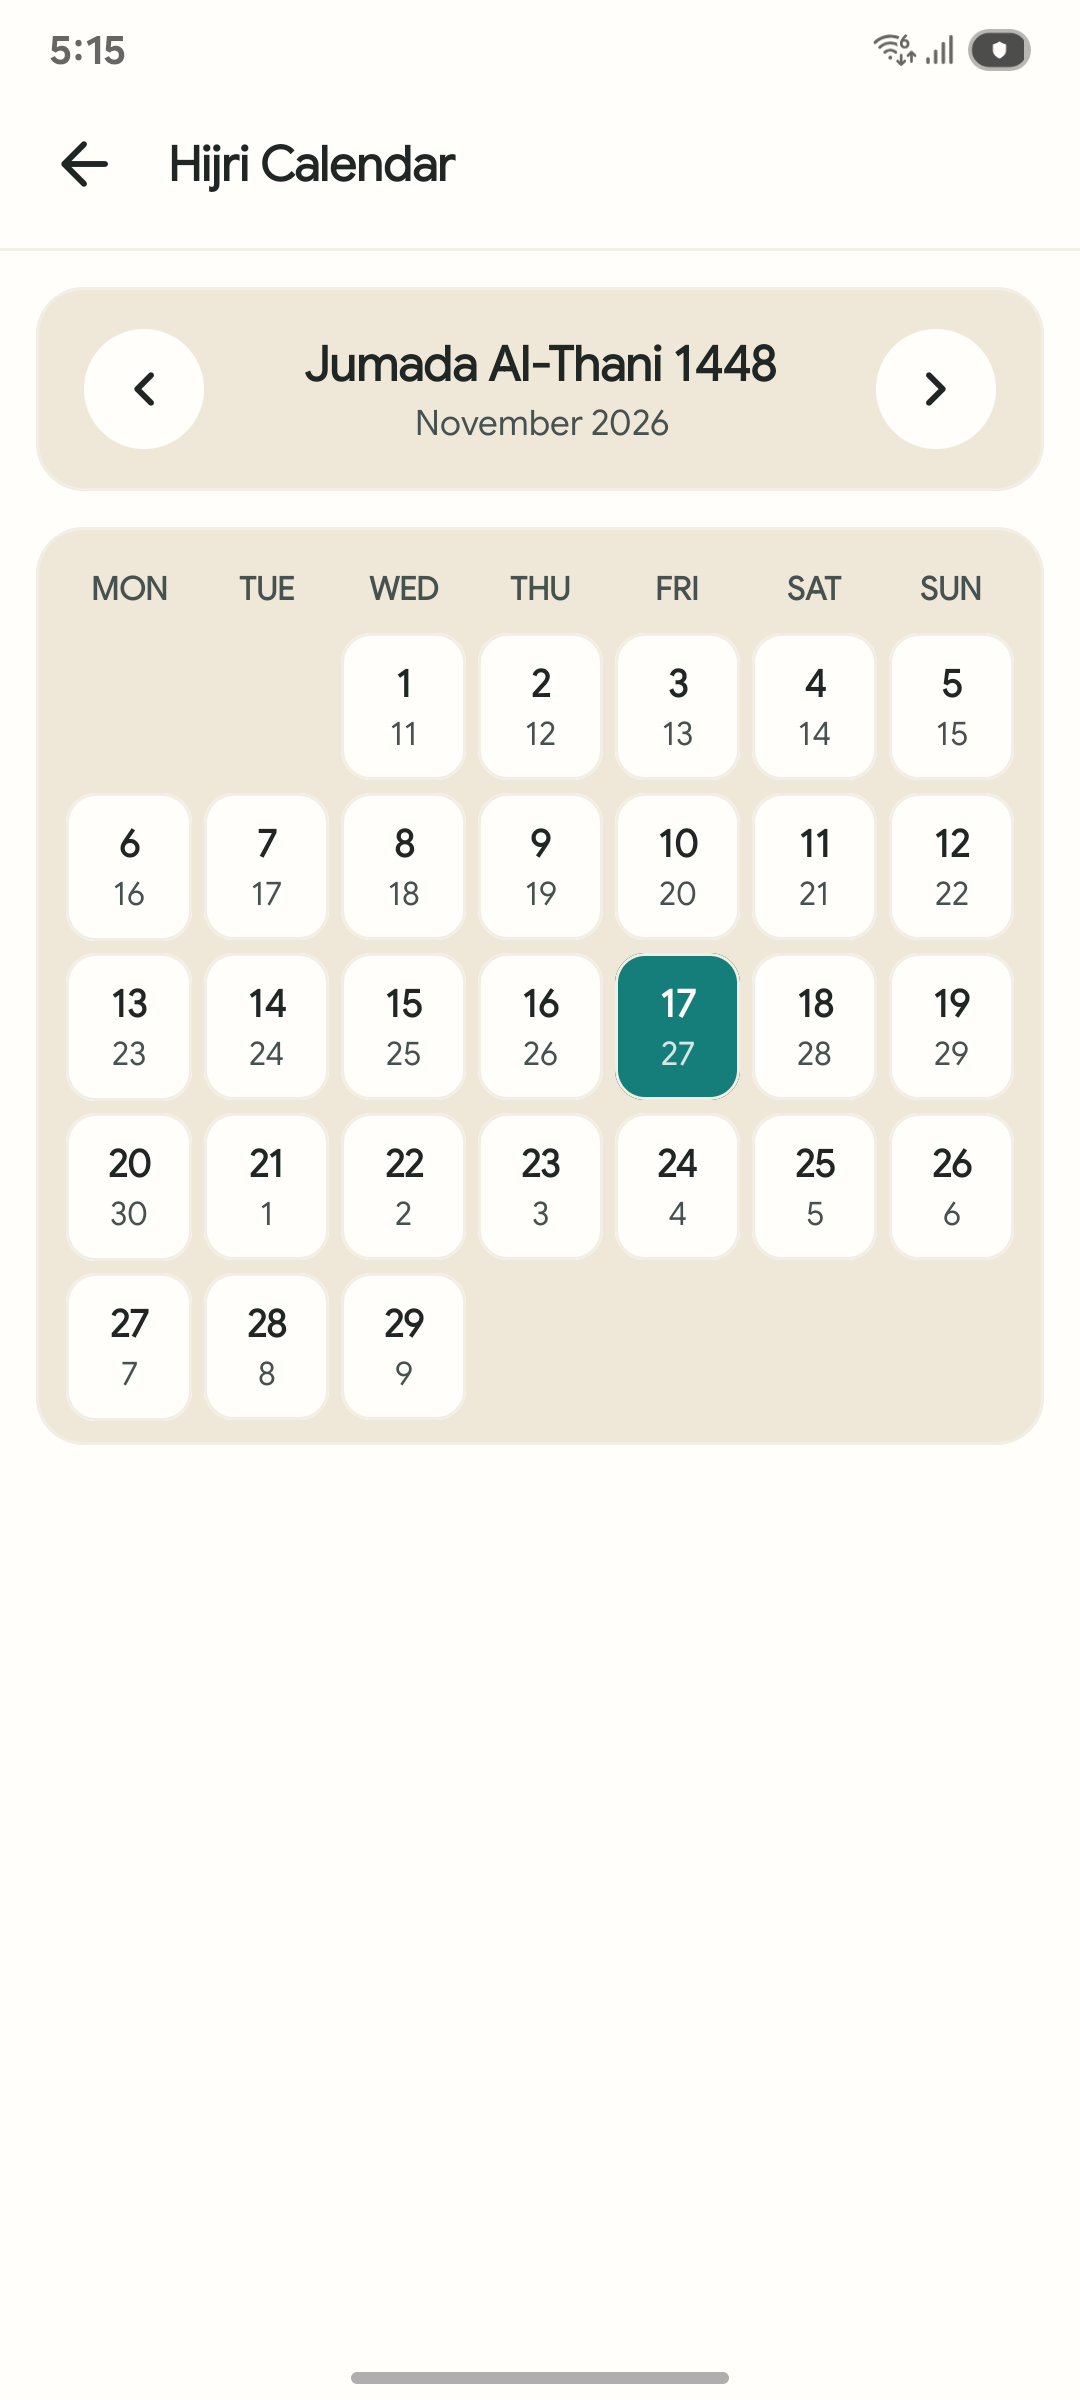 5:15
6
Hijri Calendar
Jumada Al-Thani 1448
November 2026
MON TUE WED THU FRI SAT SUN
1 2 3 4 5
11 12 13 14 15
6 7 8 9 10 11 12
16 17 18 19 20 21 22
13 14 15 16 17 18 19
23 24 25 26 27 28 29
20 21 22 23 24 25 26
30 1 2 3 4 5 6
27 28 29
7 8 9